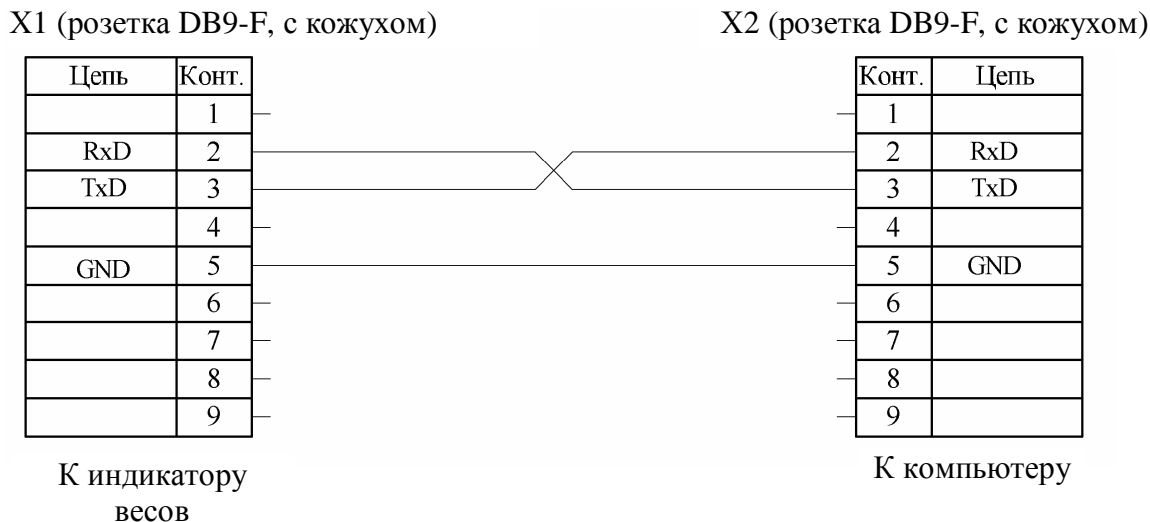 X1 (розетка DB9-F, с кожухом)
X2 (розетка DB9-F, с кожухом)
Цепь Конт.
1
RxD 2
TxD 3
4
GND 5
6
7
8
9
К индикатору
весов
Конт. Цепь
1
2 RxD
3 TxD
4
5 GND
6
7
8
9
К компьютеру